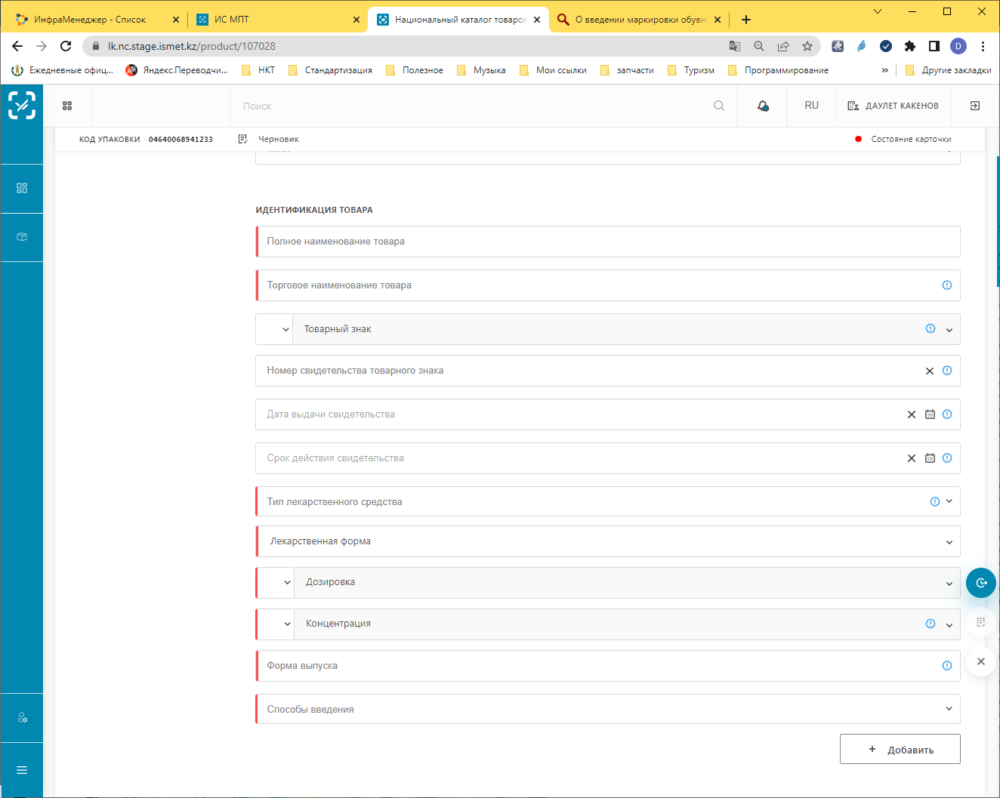 ИнфраМенеджер - Список
ИС МПТ
Национальный каталог товаров
О введении маркировки обувн
lk.nc.stage.ismet.kz/product/107028
D
Ежедневные офиц...
Яндекс.Переводчи...
НКТ
Стандартизация
Полезное
Музыка
Мои ссылки
запчасти
Туризм
Программирование
»
Другие закладки
Поиск
RU
ДАУЛЕТ КАКЕНОВ
КОД УПАКОВКИ 04640068941233
Черновик
Состояние карточки
ИДЕНТИФИКАЦИЯ ТОВАРА
Полное наименование товара
Торговое наименование товара
Товарный знак
Номер свидетельства товарного знака
Дата выдачи свидетельства
Срок действия свидетельства
Тип лекарственного средства
Лекарственная форма
Дозировка
Концентрация
Форма выпуска
Способы введения
+ Добавить